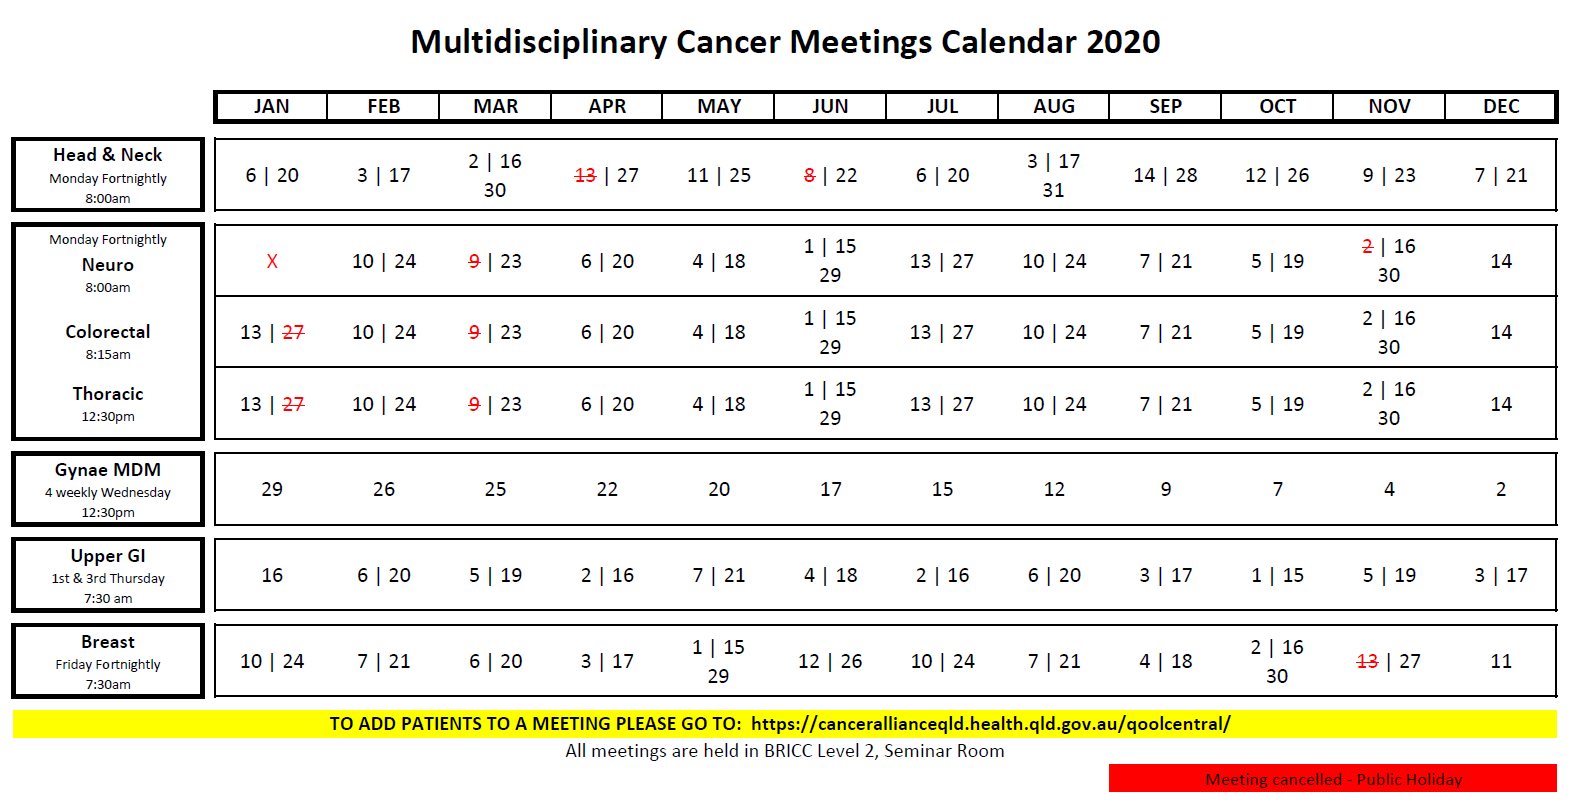 Multidisciplinary Cancer Meetings Calendar 2020
JAN FEB MAR APR MAY JUN JUL AUG SEP OCT NOV DEC
Head & Neck
Monday Fortnightly
8:00am
6 | 20
3 | 17
2 | 16
30
13 | 27
11 | 25
8 | 22
6 | 20
3 | 17
31
14 | 28
12 | 26
9 | 23
7 | 21
Monday Fortnightly
Neuro
8:00am
X
10 | 24
9 | 23
6 | 20
4 | 18
1 | 15
29
13 | 27
10 | 24
7 | 21
5 | 19
2 | 16
30
14
Colorectal
8:15am
13 | 27
10 | 24
9 | 23
6 | 20
4 | 18
1 | 15
29
13 | 27
10 | 24
7 | 21
5 | 19
2 | 16
30
14
Thoracic
12:30pm
13 | 27
10 | 24
9 | 23
6 | 20
4 | 18
1 | 15
29
13 | 27
10 | 24
7 | 21
5 | 19
2 | 16
30
14
Gynae MDM
4 weekly Wednesday
12:30pm
29
26
25
22
20
17
15
12
9
7
4
2
Upper GI
1st & 3rd Thursday
7:30 am
16
6 | 20
5 | 19
2 | 16
7 | 21
4 | 18
2 | 16
6 | 20
3 | 17
1 | 15
5 | 19
3 | 17
Breast
Friday Fortnightly
7:30am
10 | 24
7 | 21
6 | 20
3 | 17
1 | 15
29
12 | 26
10 | 24
7 | 21
4 | 18
2 | 16
30
13 | 27
11
TO ADD PATIENTS TO A MEETING PLEASE GO TO: https://cancerallianceqld.health.qld.gov.au/qoolcentral/
All meetings are held in BRICC Level 2, Seminar Room
Meeting cancelled - Public Holiday